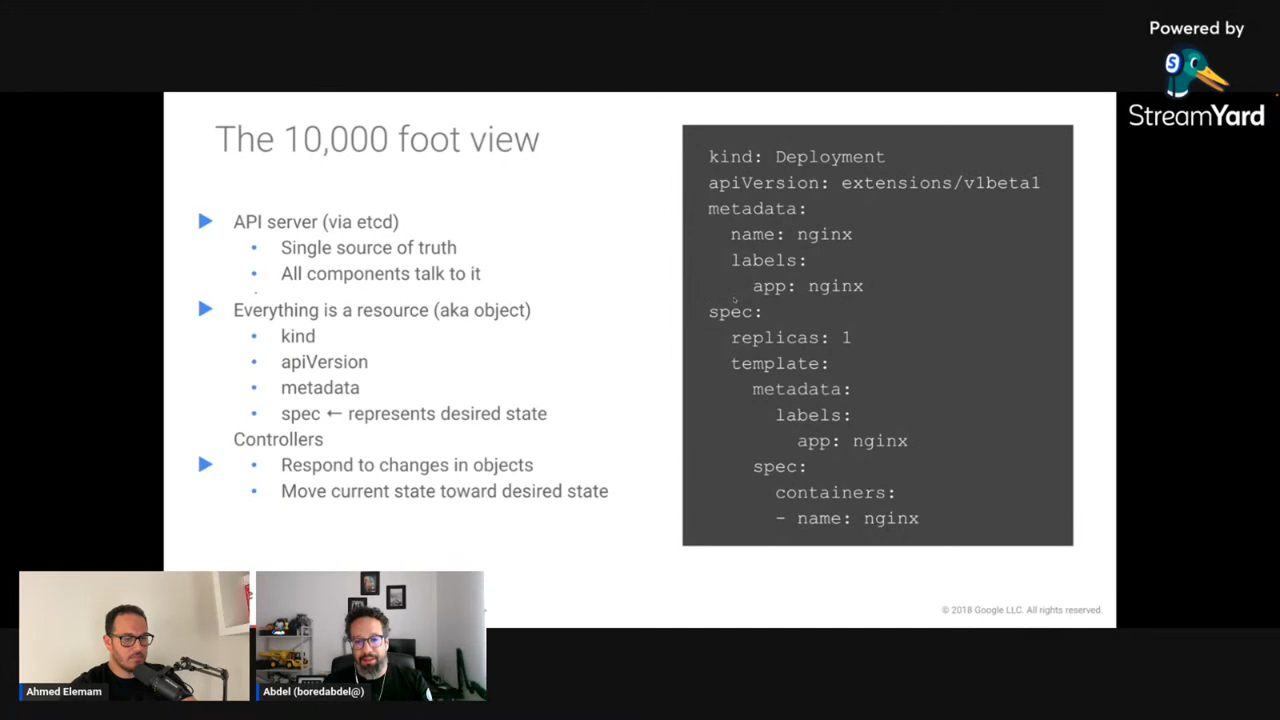 Powered by
S
StreamYard
The 10,000 foot view
API server (via etcd)
Single source of truth
All components talk to it
Everything is a resource (aka object)
kind
apiVersion
metadata
spec ← represents desired state
Controllers
Respond to changes in objects
Move current state toward desired state
kind: Deployment
apiVersion: extensions/v1beta1
metadata:
name: nginx
labels:
app: nginx
spec:
replicas: 1
template:
metadata:
labels:
app: nginx
spec:
containers:
- name: nginx
© 2018 Google LLC. All rights reserved.
Ahmed Elemam
Abdel (boredabdel@)